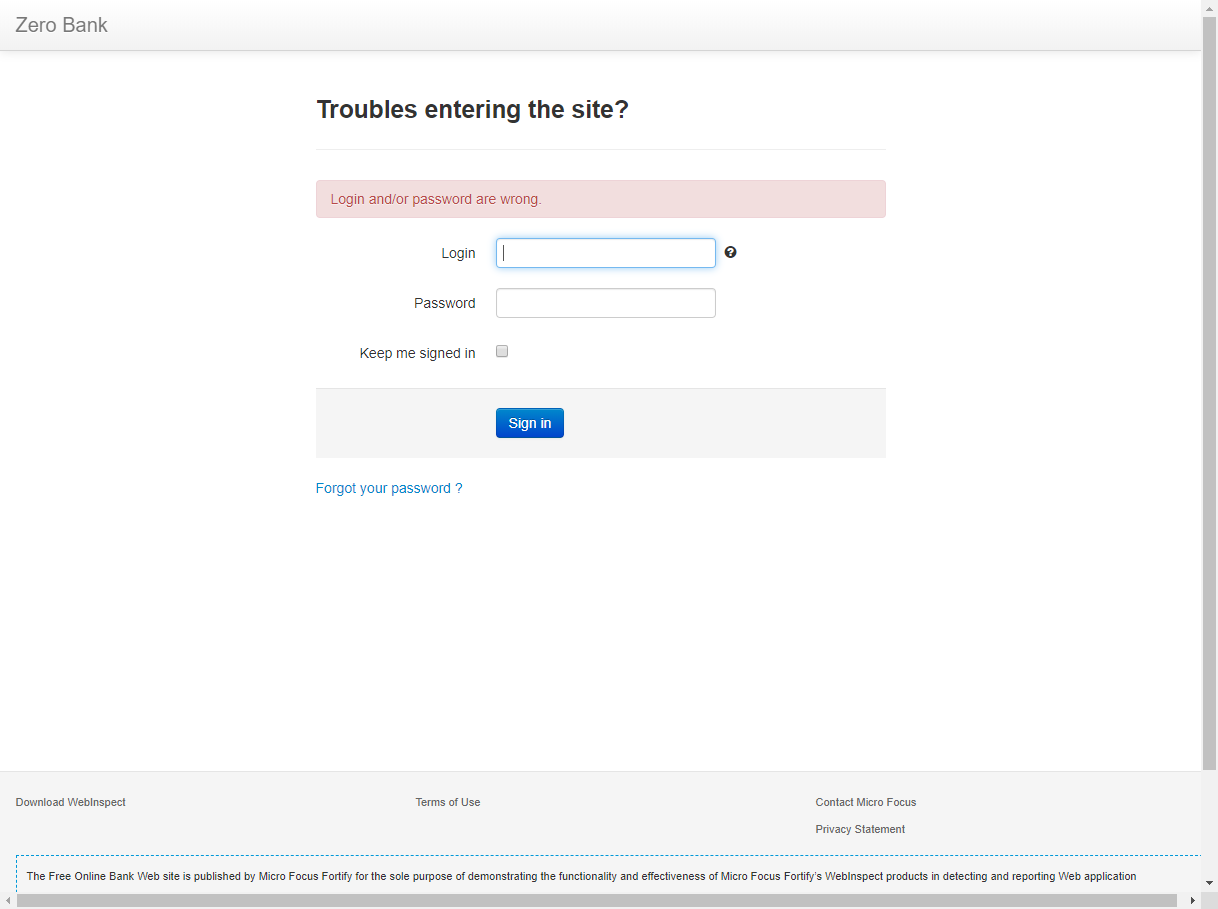 Zero Bank
Troubles entering the site?
Login and/or password are wrong.
Login
Password
Keep me signed in
Sign in
Forgot your password ?
Download WebInspect
Terms of Use
Contact Micro Focus
Privacy Statement
The Free Online Bank Web site is published by Micro Focus Fortify for the sole purpose of demonstrating the functionality and effectiveness of Micro Focus Fortify's WebInspect products in detecting and reporting Web application